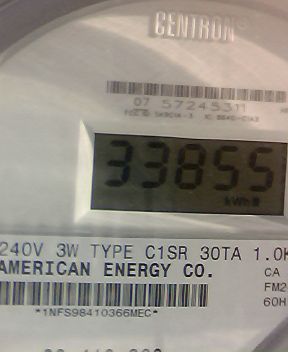 CENTRON®
07 57245311
33855
kWh
240V 3W TYPE C1SR 30TA 1.0K
AMERICAN ENERGY CO.
CA
FM2
60H
*1NFS98410366MEC*